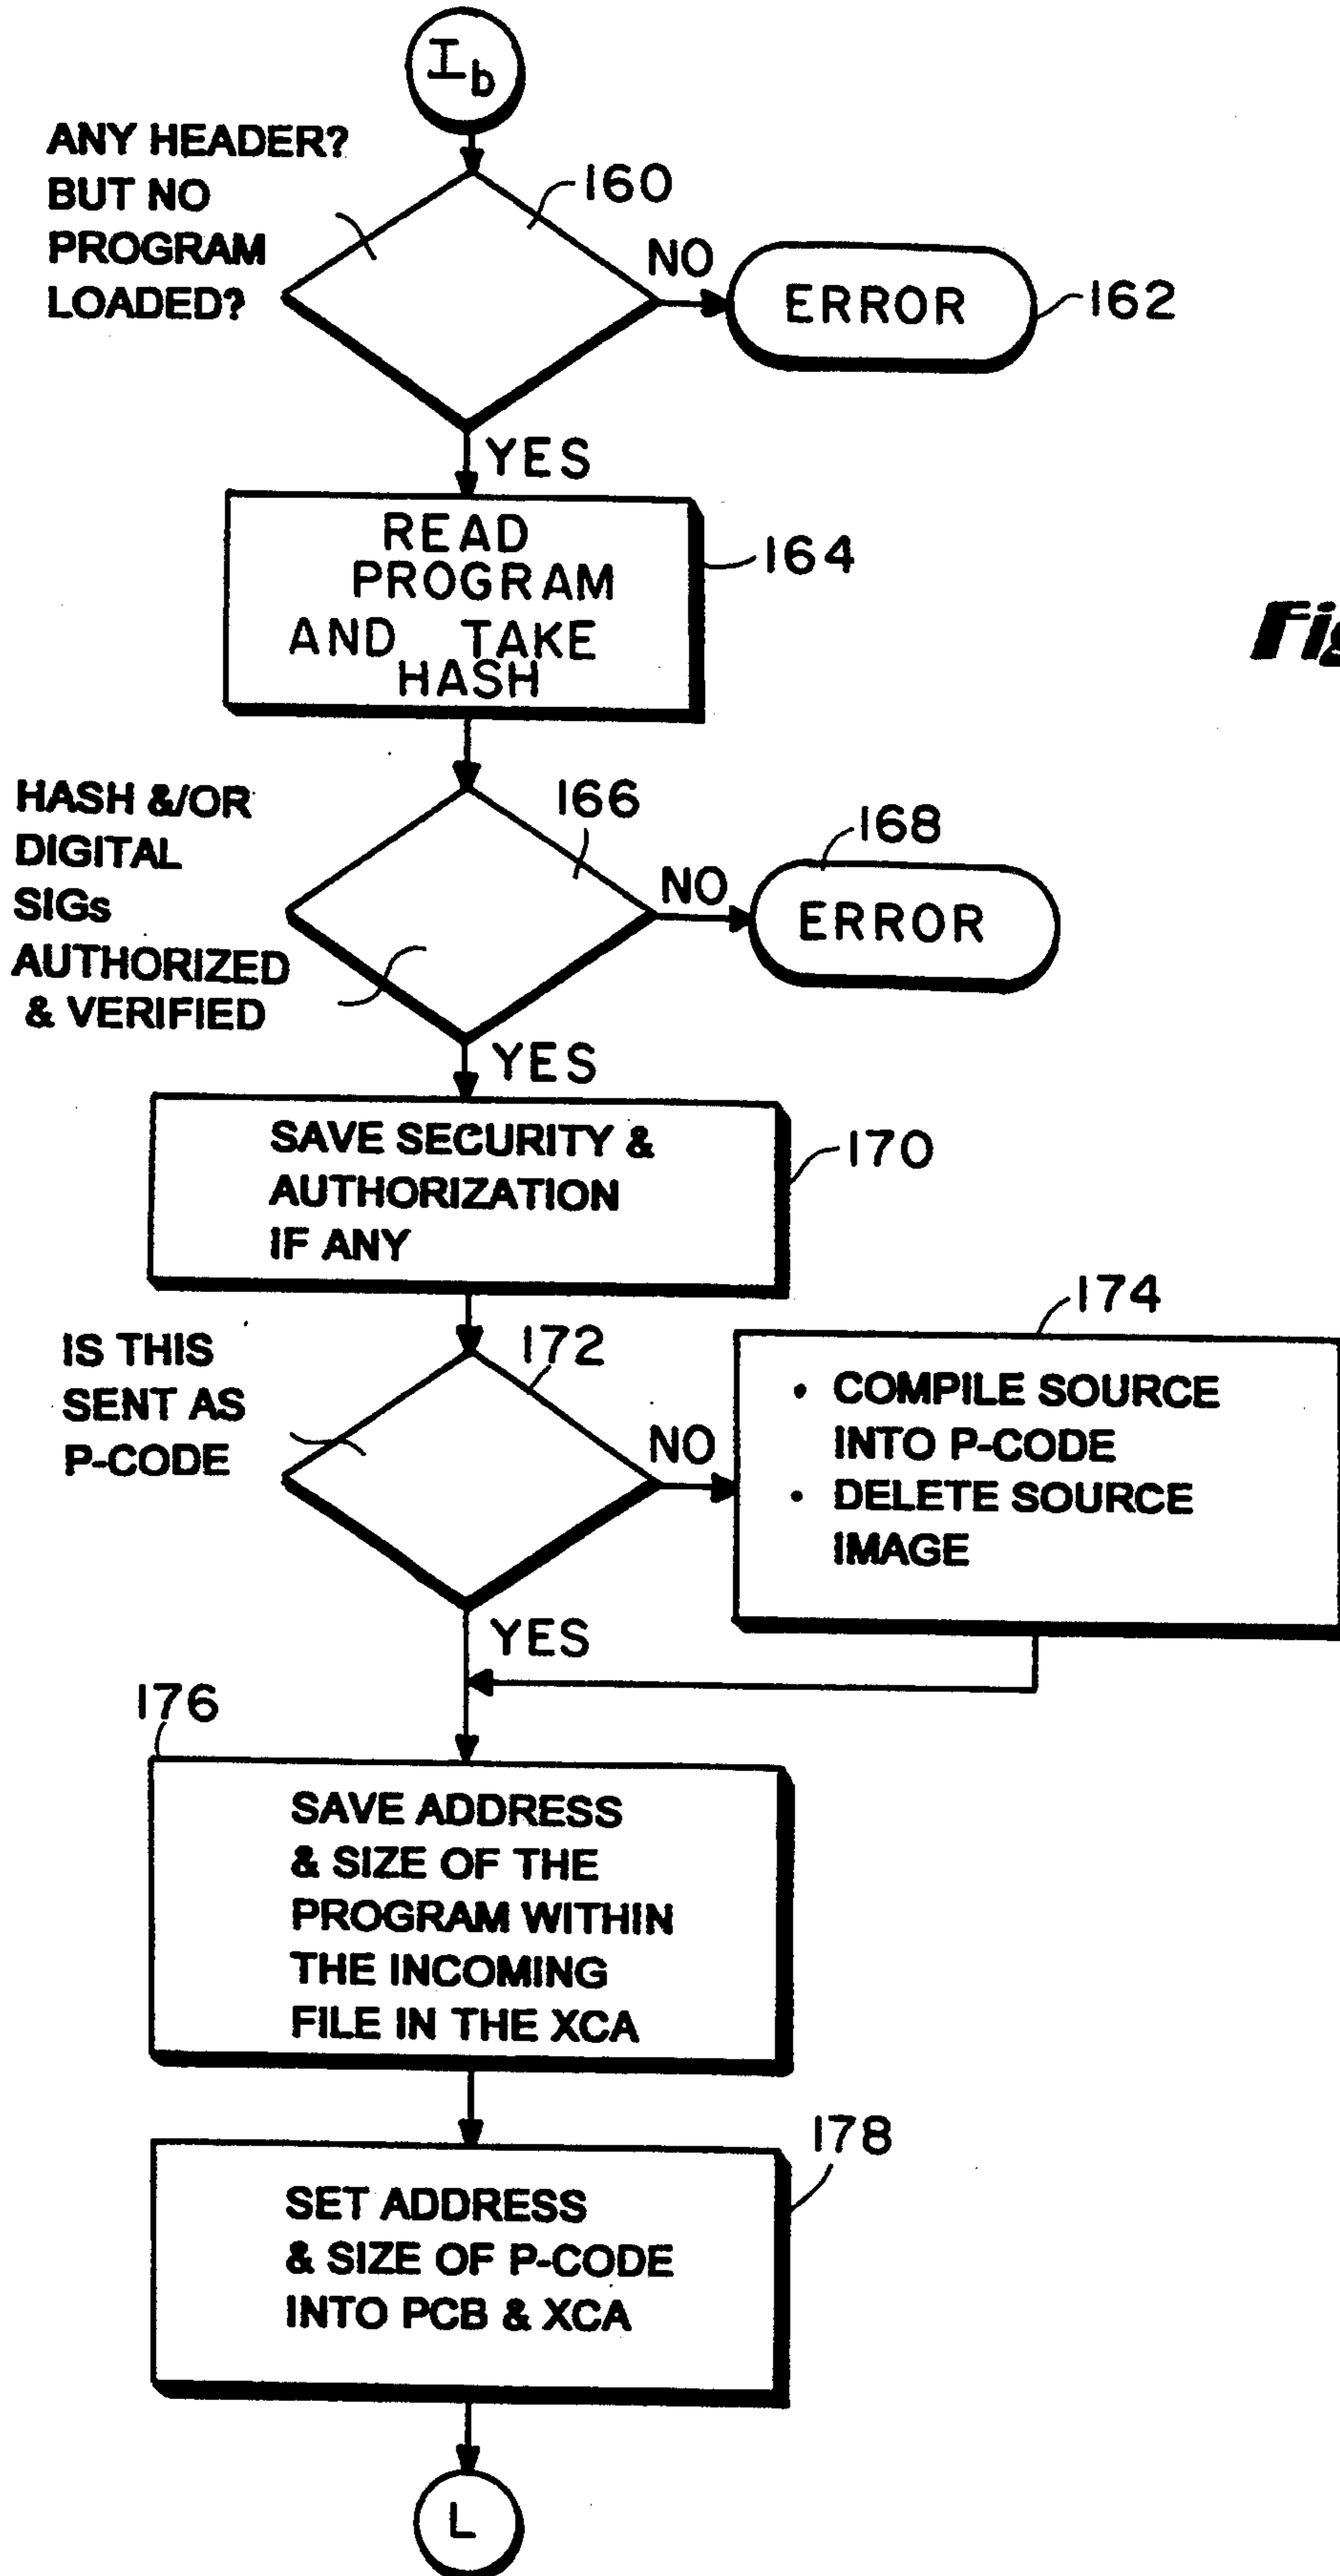 Ib
ANY HEADER?
BUT NO
PROGRAM
LOADED?
160
NO
ERROR
162
YES
READ
PROGRAM
AND TAKE
HASH
164
Fig
HASH &/OR
DIGITAL
SIGs
AUTHORIZED
& VERIFIED
166
NO
168
ERROR
YES
SAVE SECURITY &
AUTHORIZATION
IF ANY
170
IS THIS
SENT AS
P-CODE
172
NO
174
• COMPILE SOURCE
INTO P-CODE
• DELETE SOURCE
IMAGE
YES
176
SAVE ADDRESS
& SIZE OF THE
PROGRAM WITHIN
THE INCOMING
FILE IN THE XCA
178
SET ADDRESS
& SIZE OF P-CODE
INTO PCB & XCA
L